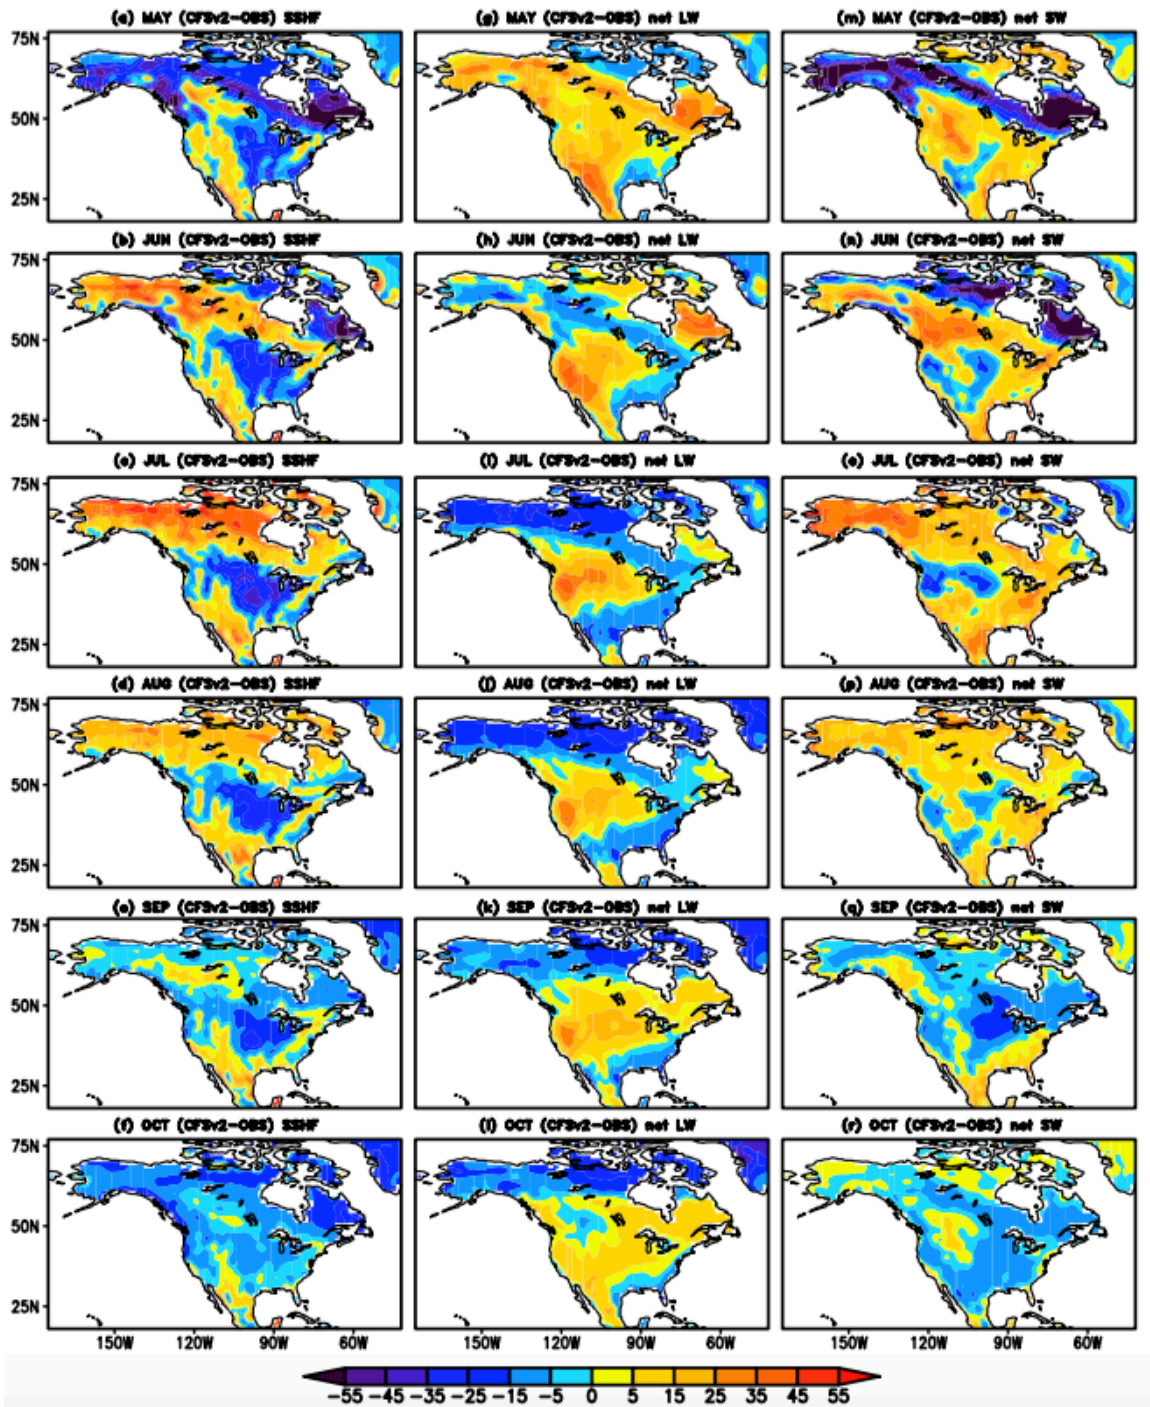 (a) MAY (CFSv2-OBS) SSHF (g) MAY (CFSv2-OBS) net LW (m) MAY (CFSv2-OBS) net SW
75N
50N
25N
(b) JUN (CFSv2-OBS) SSHF (h) JUN (CFSv2-OBS) net LW (n) JUN (CFSv2-OBS) net SW
75N
50N
25N
(c) JUL (CFSv2-OBS) SSHF (i) JUL (CFSv2-OBS) net LW (o) JUL (CFSv2-OBS) net SW
75N
50N
25N
(d) AUG (CFSv2-OBS) SSHF (j) AUG (CFSv2-OBS) net LW (p) AUG (CFSv2-OBS) net SW
75N
50N
25N
(e) SEP (CFSv2-OBS) SSHF (k) SEP (CFSv2-OBS) net LW (q) SEP (CFSv2-OBS) net SW
75N
50N
25N
(f) OCT (CFSv2-OBS) SSHF (l) OCT (CFSv2-OBS) net LW (r) OCT (CFSv2-OBS) net SW
75N
50N
25N
150W 120W 90W 60W 150W 120W 90W 60W 150W 120W 90W 60W
-55 -45 -35 -25 -15 -5 0 5 15 25 35 45 55